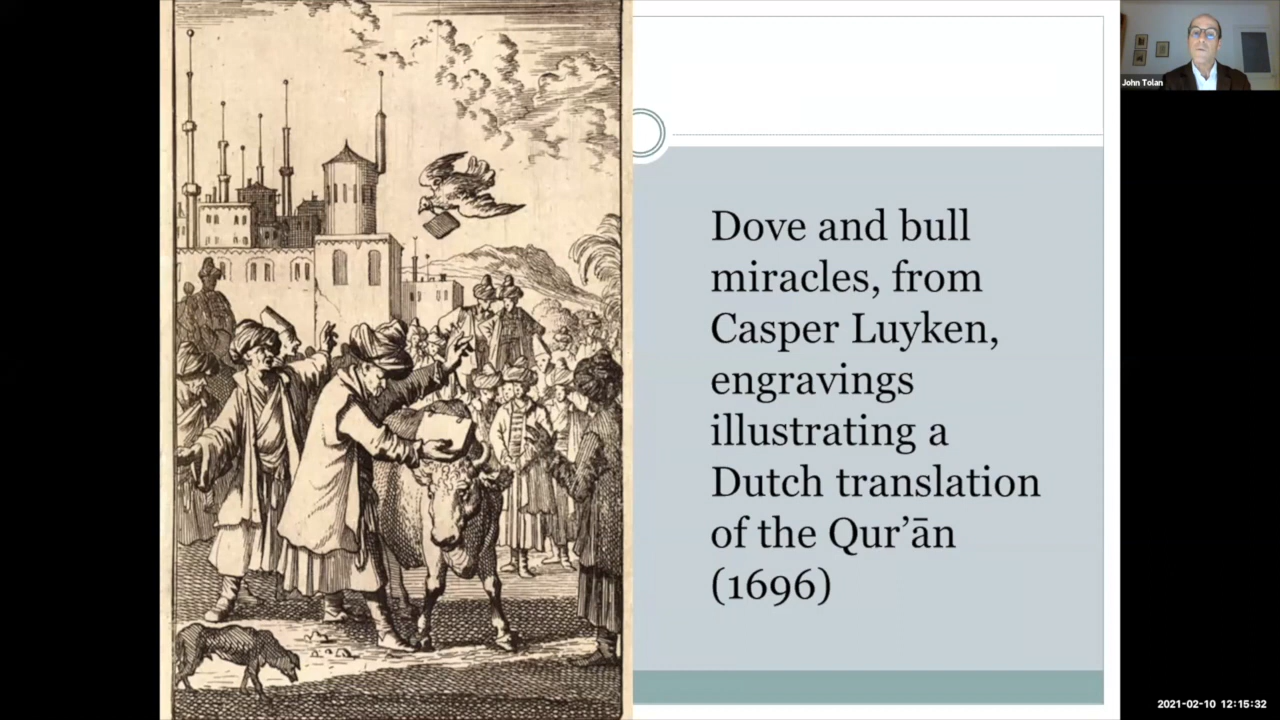 John Tolan
Dove and bull
miracles, from
Casper Luyken,
engravings
illustrating a
Dutch translation
of the Qur’ān
(1696)
2021-02-10 12:15:32